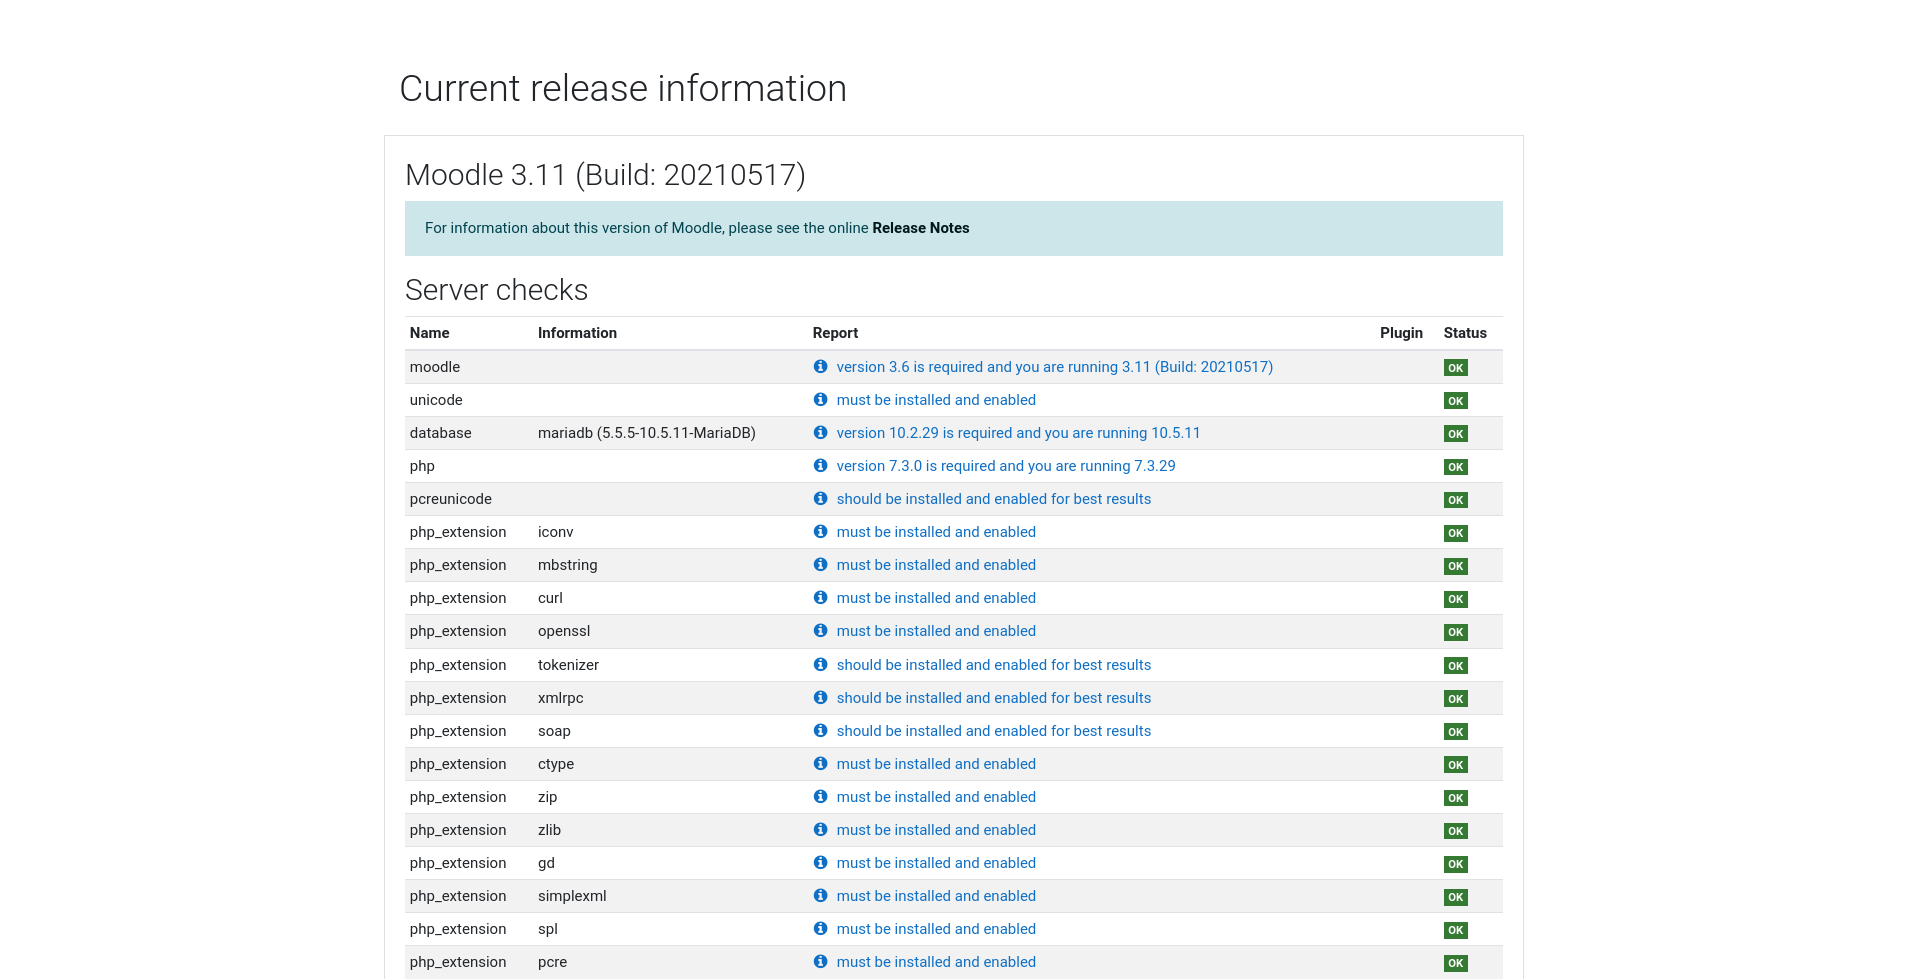 Current release information
Moodle 3.11 (Build: 20210517)
For information about this version of Moodle, please see the online Release Notes
Server checks
Name Information Report Plugin Status
moodle version 3.6 is required and you are running 3.11 (Build: 20210517) OK
unicode must be installed and enabled OK
database mariadb (5.5.5-10.5.11-MariaDB) version 10.2.29 is required and you are running 10.5.11 OK
php version 7.3.0 is required and you are running 7.3.29 OK
pcreunicode should be installed and enabled for best results OK
php_extension iconv must be installed and enabled OK
php_extension mbstring must be installed and enabled OK
php_extension curl must be installed and enabled OK
php_extension openssl must be installed and enabled OK
php_extension tokenizer should be installed and enabled for best results OK
php_extension xmlrpc should be installed and enabled for best results OK
php_extension soap should be installed and enabled for best results OK
php_extension ctype must be installed and enabled OK
php_extension zip must be installed and enabled OK
php_extension zlib must be installed and enabled OK
php_extension gd must be installed and enabled OK
php_extension simplexml must be installed and enabled OK
php_extension spl must be installed and enabled OK
php_extension pcre must be installed and enabled OK